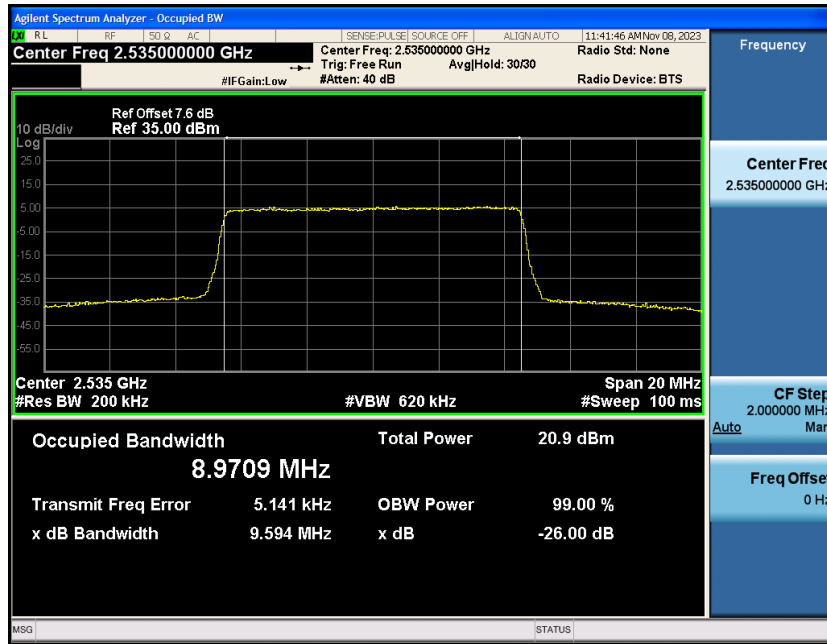 Agilent Spectrum Analyzer - Occupied BW
LXI RL RF 50 Ω AC SENSE:PULSE SOURCE OFF ALIGN AUTO 11:41:46 AM Nov 08, 2023
Center Freq 2.535000000 GHz
Center Freq: 2.535000000 GHz
Radio Std: None
Trig: Free Run Avg|Hold: 30/30
#IFGain:Low
#Atten: 40 dB
Radio Device: BTS
Ref Offset 7.6 dB
10 dB/div Ref 35.00 dBm
Log
25.0
15.0
5.00
-5.00
-15.0
-25.0
-35.0
-45.0
-55.0
Center 2.535 GHz Span 20 MHz
#Res BW 200 kHz #VBW 620 kHz #Sweep 100 ms
Occupied Bandwidth Total Power 20.9 dBm
8.9709 MHz
Transmit Freq Error 5.141 kHz OBW Power 99.00 %
x dB Bandwidth 9.594 MHz x dB -26.00 dB
MSG STATUS
Frequency
Center Freq
2.535000000 GHz
CF Step
2.000000 MHz
Auto Man
Freq Offset
0 Hz